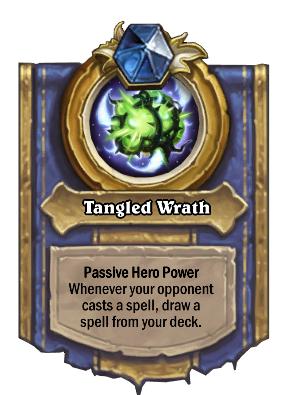 Tangled Wrath
Passive Hero Power
Whenever your opponent
casts a spell, draw a
spell from your deck.